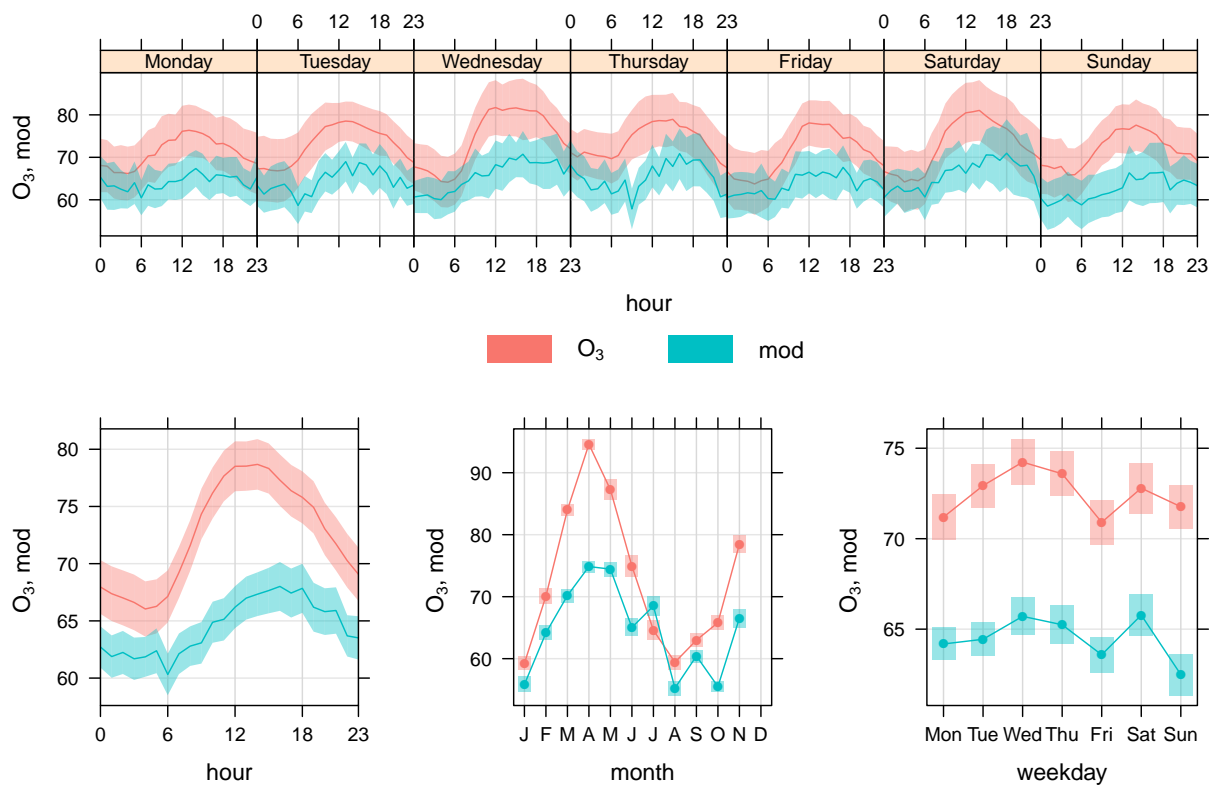 0 6 12 18 23 0 6 12 18 23 0 6 12 18 23
Monday Tuesday Wednesday Thursday Friday Saturday Sunday
80
70
60
O₃, mod
0 6 12 18 23 0 6 12 18 23 0 6 12 18 23 0 6 12 18 23
hour
O₃ mod
80
75
70
65
60
O₃, mod
0 6 12 18 23
hour
90
80
70
60
O₃, mod
J F M A M J J A S O N D
month
75
70
65
O₃, mod
Mon Tue Wed Thu Fri Sat Sun
weekday